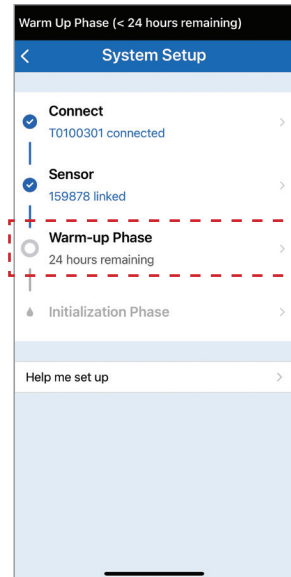 Warm Up Phase (< 24 hours remaining)
System Setup
Connect
T0100301 connected
Sensor
159878 linked
Warm-up Phase
24 hours remaining
Initialization Phase
Help me set up